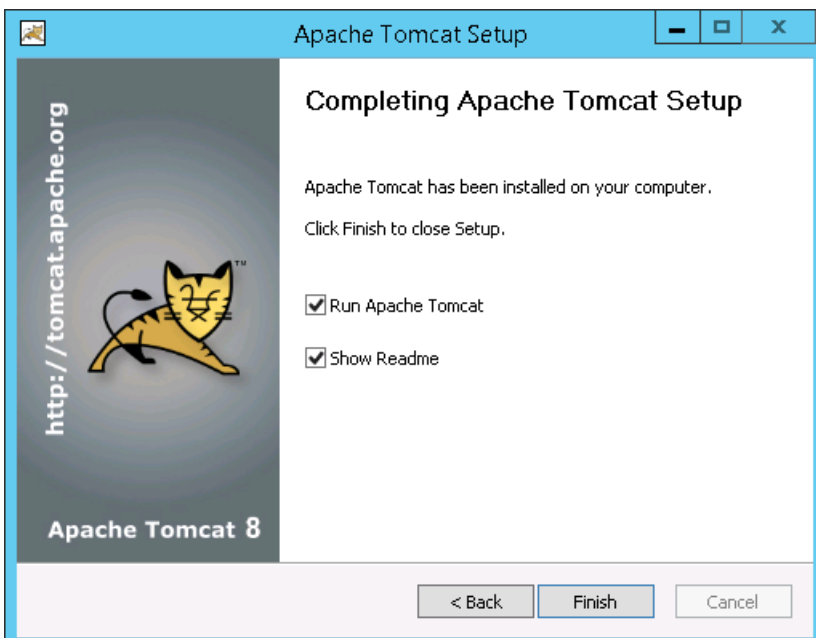 Apache Tomcat Setup
http://tomcat.apache.org
TM
Apache Tomcat 8
Completing Apache Tomcat Setup
Apache Tomcat has been installed on your computer.
Click Finish to close Setup.
Run Apache Tomcat
Show Readme
< Back
Finish
Cancel